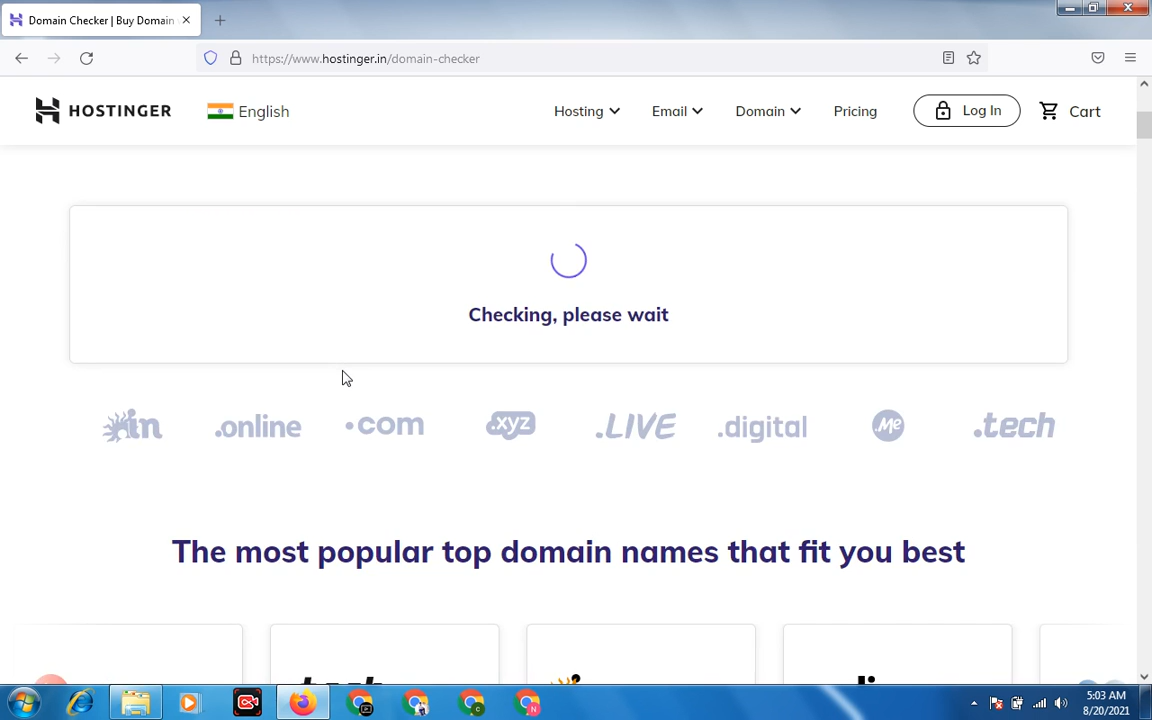 Domain Checker | Buy Domain
https://www.hostinger.in/domain-checker
HOSTINGER
English
Hosting
Email
Domain
Pricing
Log In
Cart
Checking, please wait
.in
.online
.com
.xyz
.LIVE
.digital
.Me
.tech
The most popular top domain names that fit you best
5:03 AM
8/20/2021